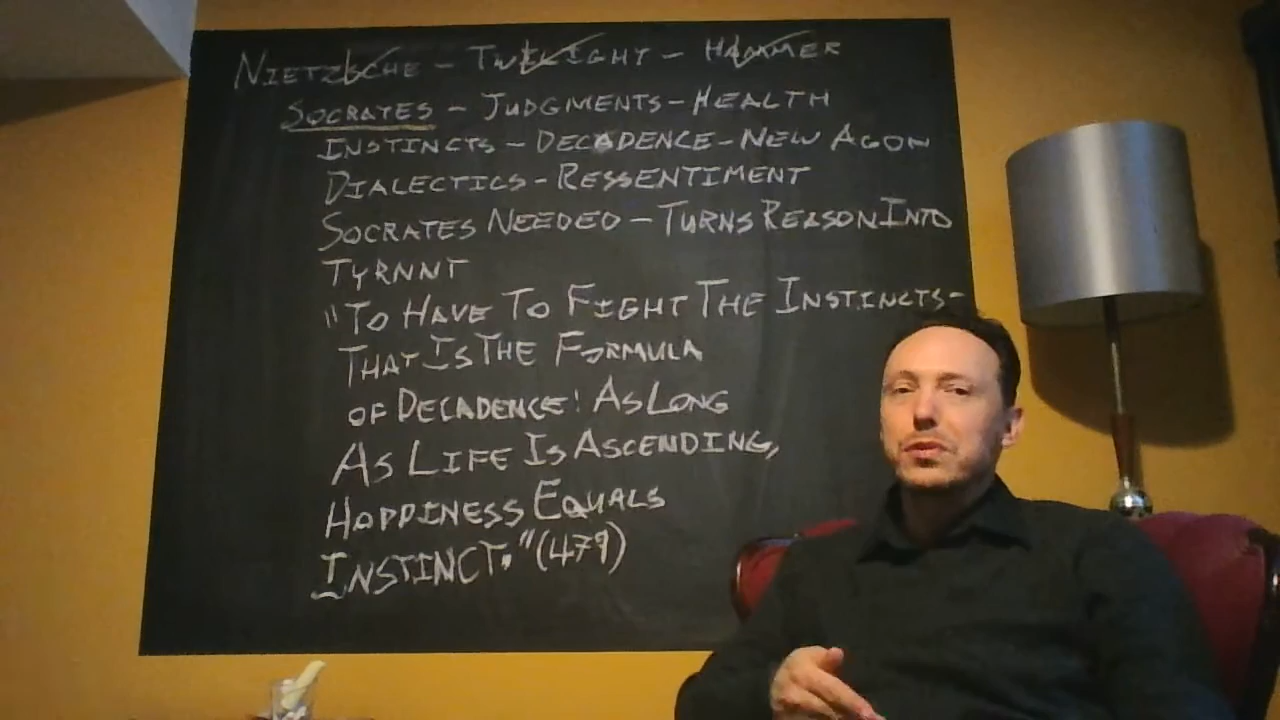 NIETZSCHE - TWILIGHT - HAMMER
SOCRATES - JUDGMENTS - HEALTH
INSTINCTS - DECADENCE - NEW AGON
DIALECTICS - RESSENTIMENT
SOCRATES NEEDED - TURNS REASON INTO
TYRNNT
"TO HAVE TO FIGHT THE INSTINCTS-
THAT IS THE FORMULA
OF DECADENCE: AS LONG
AS LIFE IS ASCENDING,
HAPPINESS EQUALS
INSTINCT." (479)